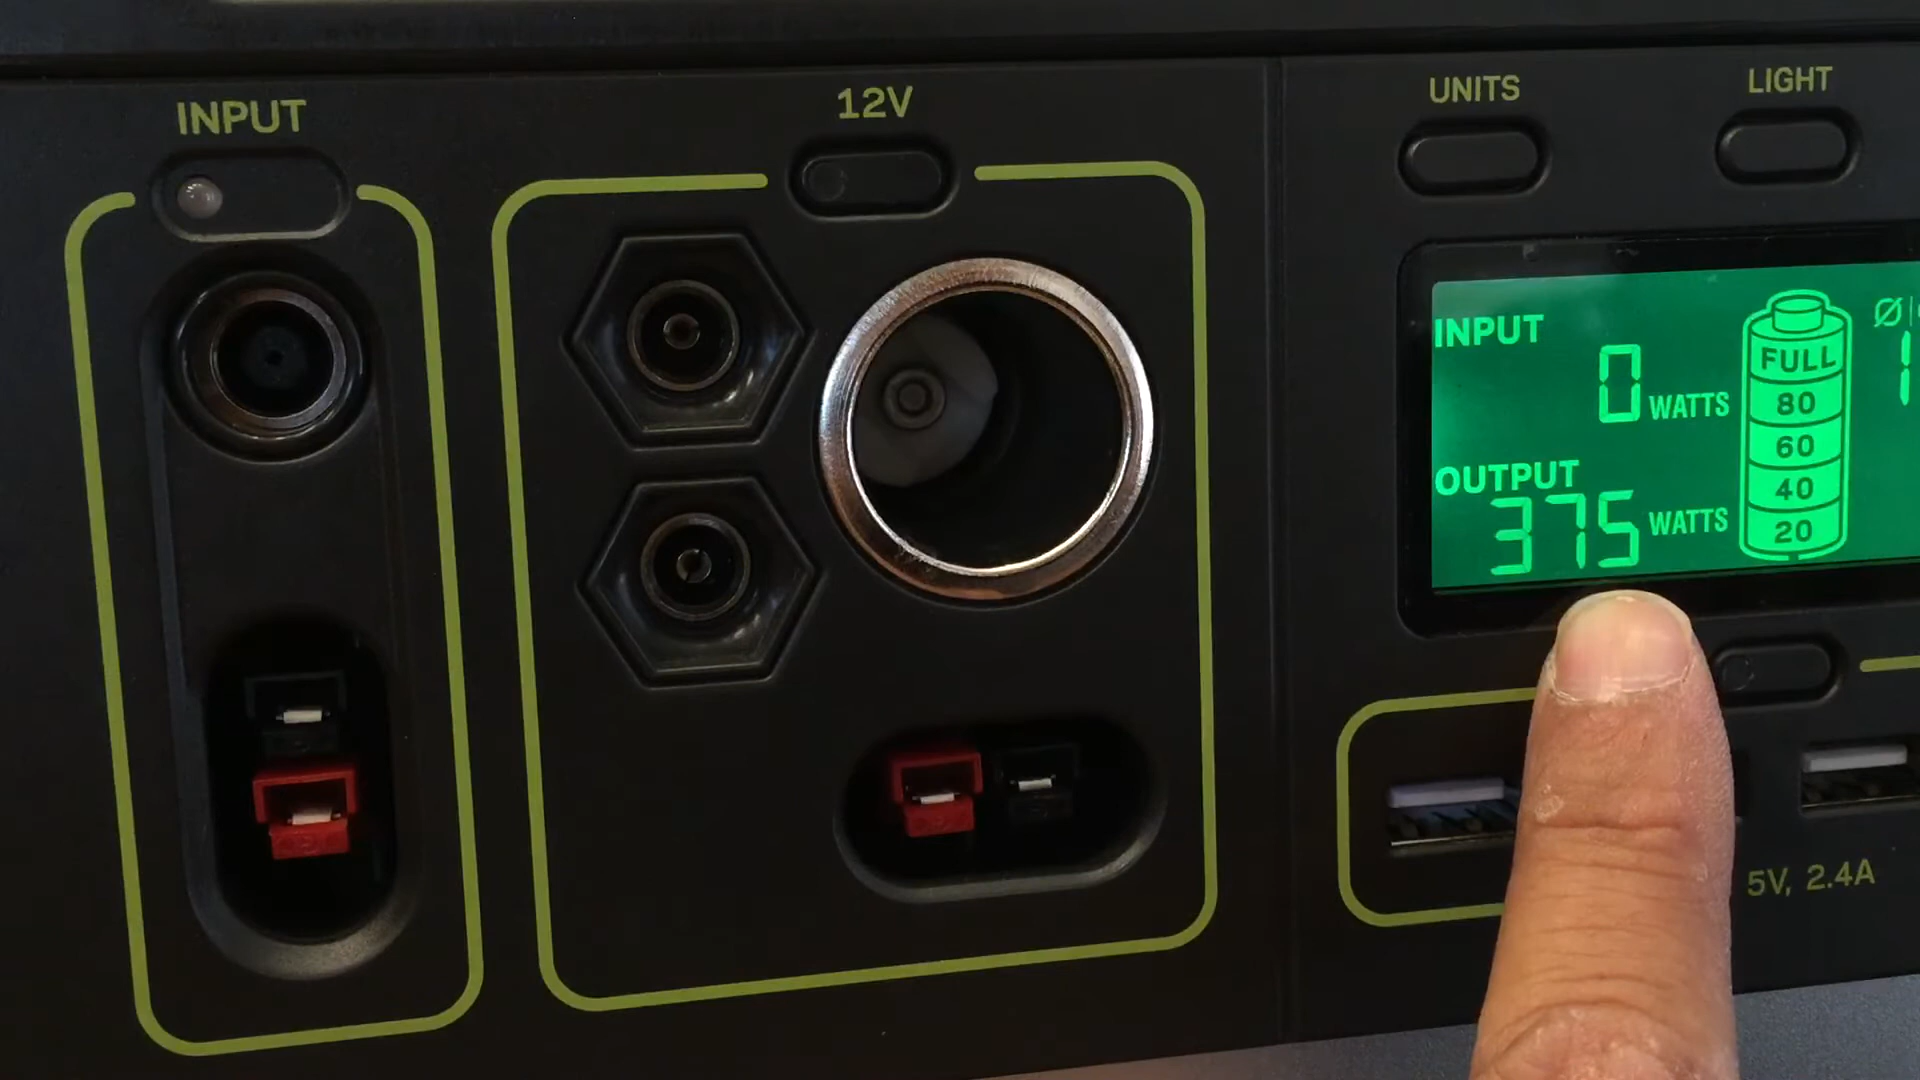 INPUT
12V
UNITS
LIGHT
INPUT
0 WATTS
OUTPUT
375 WATTS
FULL
80
60
40
20
5V, 2.4A